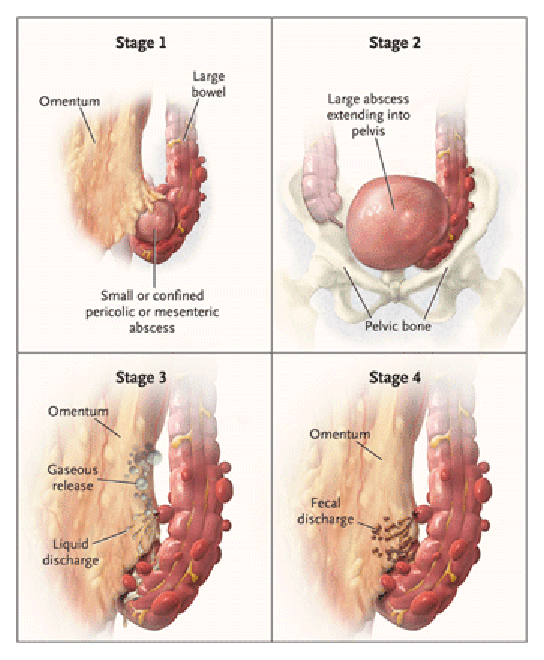 Stage 1
Large
bowel
Omentum
Small or confined
pericolic or mesenteric
abscess
Stage 2
Large abscess
extending into
pelvis
Pelvic bone
Stage 3
Omentum
Gaseous
release
Liquid
discharge
Stage 4
Omentum
Fecal
discharge